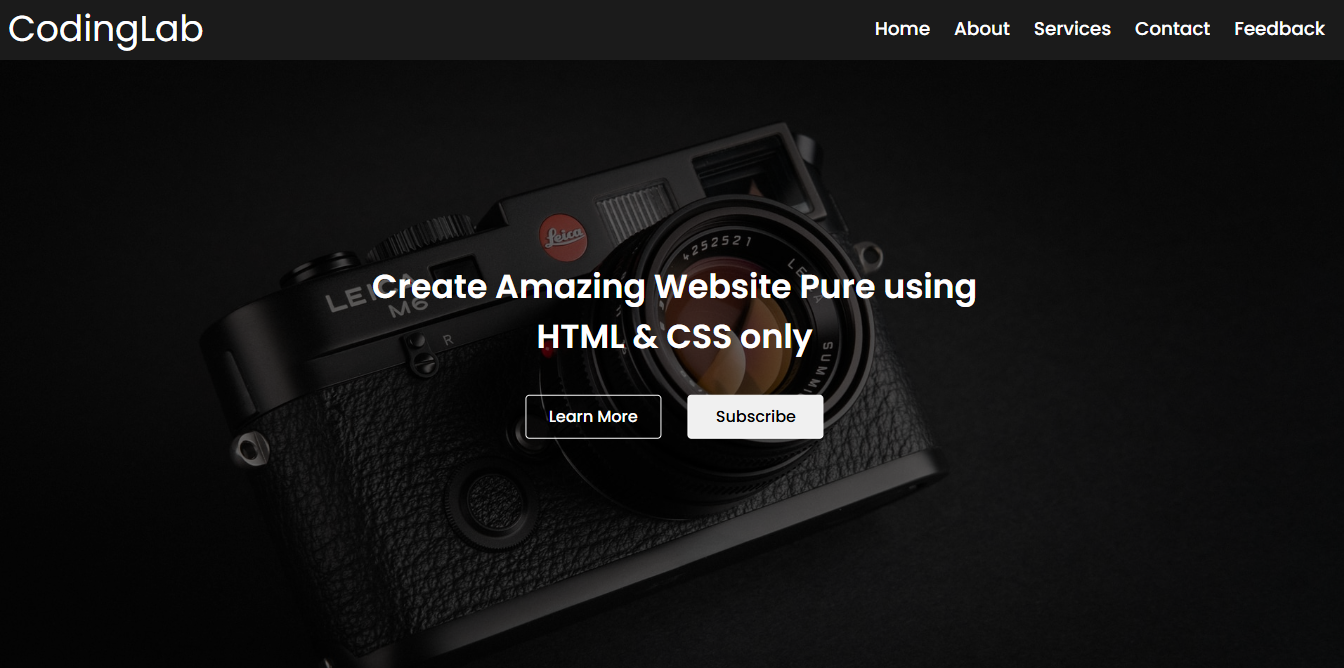 CodingLab
Home About Services Contact Feedback
Leica
LEICA
M6
R
4252521
Create Amazing Website Pure using
HTML & CSS only
Learn More Subscribe